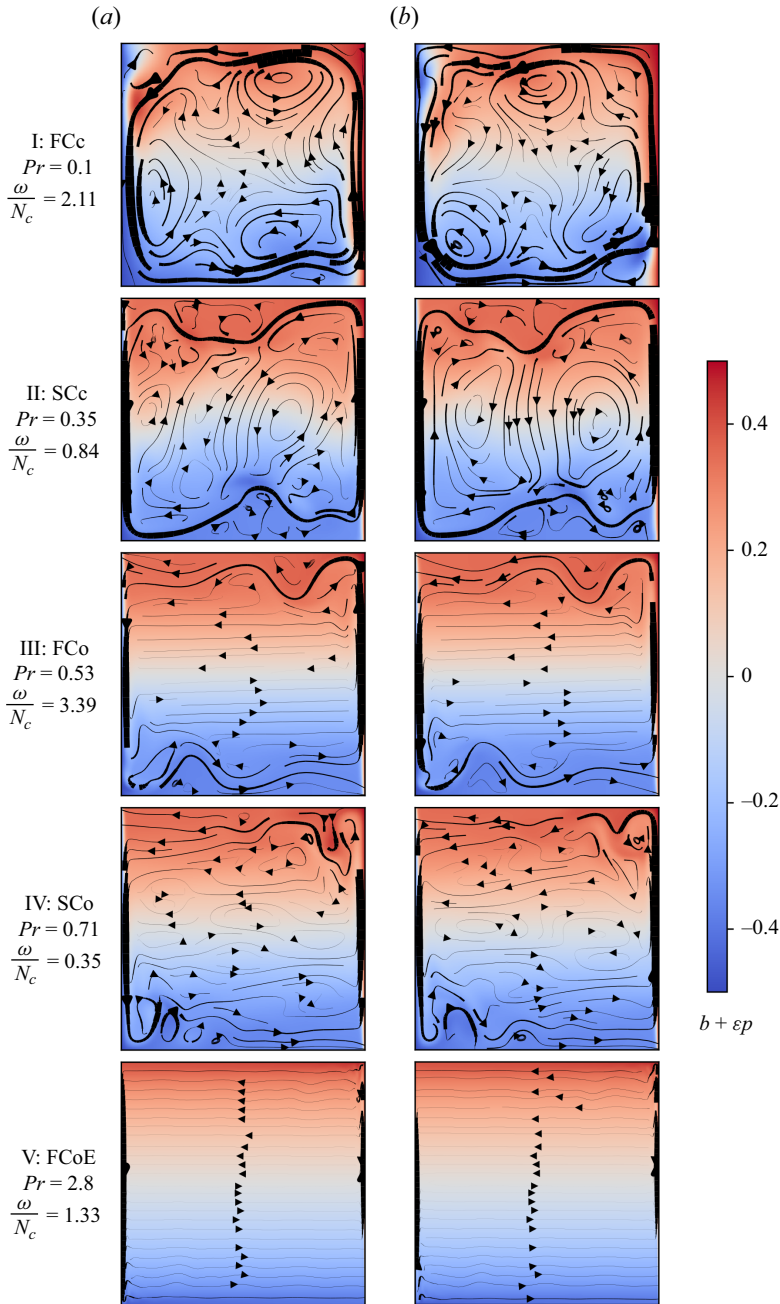 (a)
(b)
I: FCc
Pr = 0.1
ω/N_c = 2.11
II: SCc
Pr = 0.35
ω/N_c = 0.84
III: FCo
Pr = 0.53
ω/N_c = 3.39
IV: SCo
Pr = 0.71
ω/N_c = 0.35
V: FCoE
Pr = 2.8
ω/N_c = 1.33
0.4
0.2
0
−0.2
−0.4
b + εp